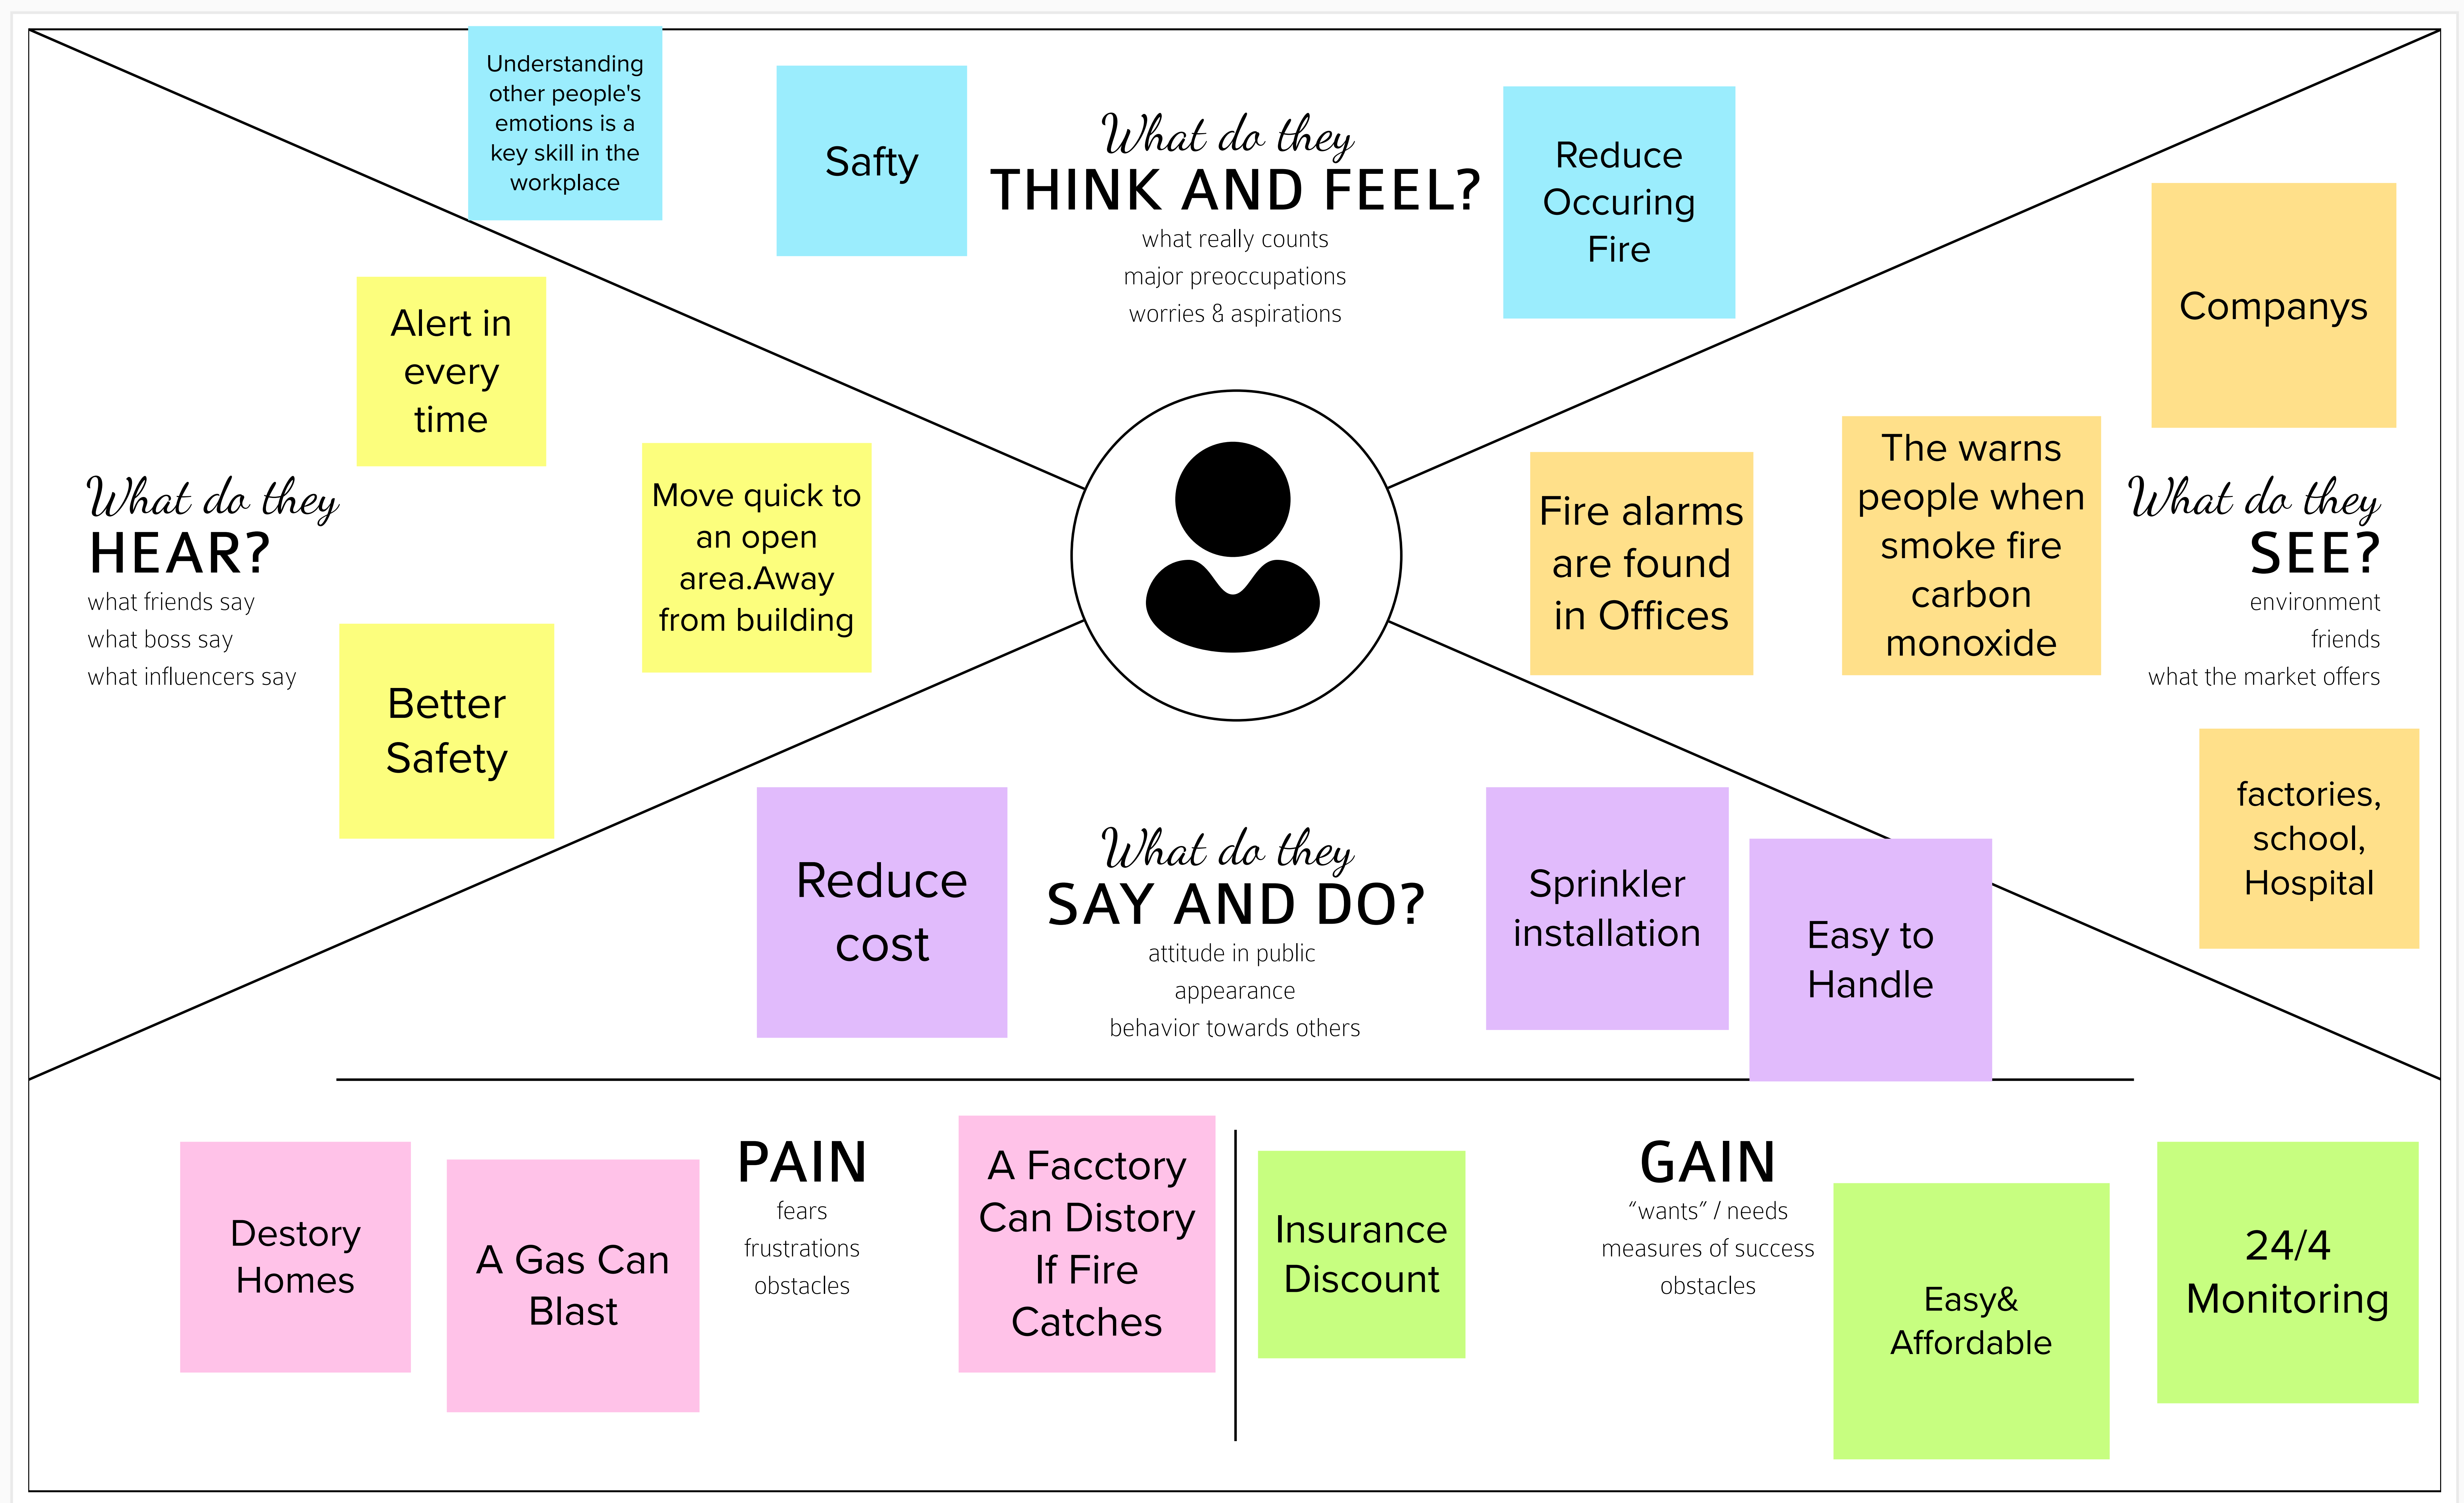 Understanding
other people's
emotions is a
key skill in the
workplace
Safty
What do they
THINK AND FEEL?
what really counts
major preoccupations
worries & aspirations
Reduce
Occuring
Fire
Alert in
every
time
Move quick to
an open
area.Away
from building
What do they
HEAR?
what friends say
what boss say
what influencers say
Better
Safety
Companys
Fire alarms
are found
in Offices
The warns
people when
smoke fire
carbon
monoxide
What do they
SEE?
environment
friends
what the market offers
factories,
school,
Hospital
Reduce
cost
What do they
SAY AND DO?
attitude in public
appearance
behavior towards others
Sprinkler
installation
Easy to
Handle
Destory
Homes
A Gas Can
Blast
PAIN
fears
frustrations
obstacles
A Facctory
Can Distory
If Fire
Catches
Insurance
Discount
GAIN
“wants” / needs
measures of success
obstacles
Easy&
Affordable
24/4
Monitoring